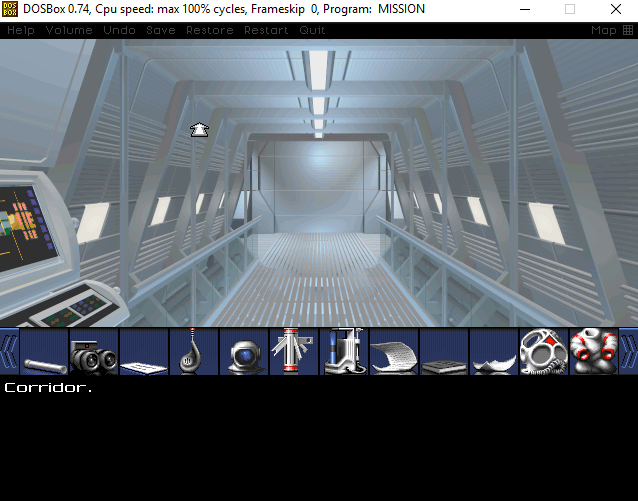 DOSBox 0.74, Cpu speed: max 100% cycles, Frameskip 0, Program: MISSION
Help Volume Undo Save Restore Restart Quit Map
Corridor.